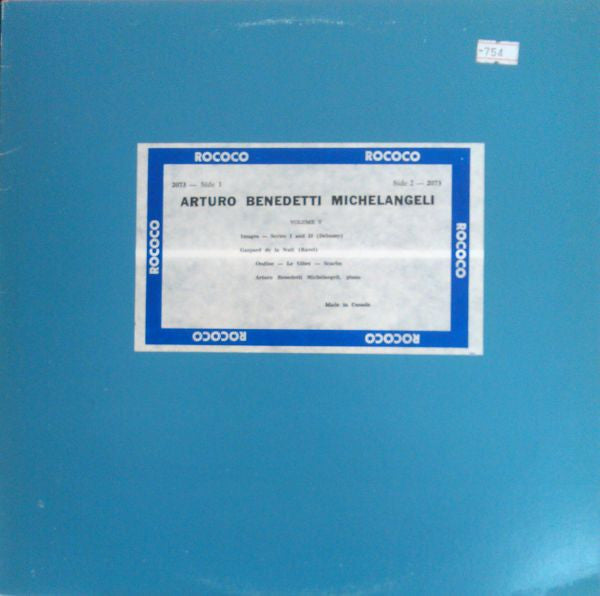 -754
ROCOCO ROCOCO
2073 — Side 1 Side 2 — 2073
ARTURO BENEDETTI MICHELANGELI
VOLUME
Images — Series I and II (Debussy)
Gaspard de la Nuit (Ravel)
Ondine — Le Gibet — Scarbo
Arturo Benedetti Michelangeli, piano
Made in Canada
ROCOCO
ROCOCO
ROCOCO ROCOCO